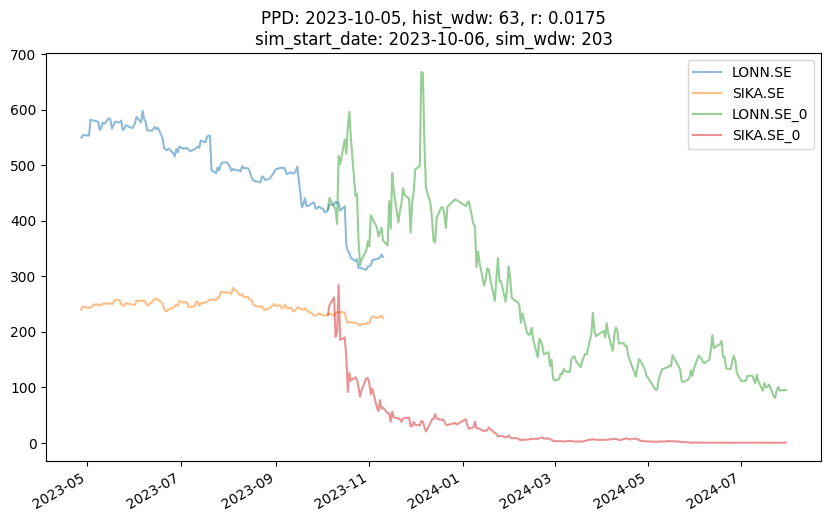 PPD: 2023-10-05, hist_wdw: 63, r: 0.0175
sim_start_date: 2023-10-06, sim_wdw: 203
700
600
500
400
300
200
100
0
LONN.SE
SIKA.SE
LONN.SE_0
SIKA.SE_0
2023-05
2023-07
2023-09
2023-11
2024-01
2024-03
2024-05
2024-07